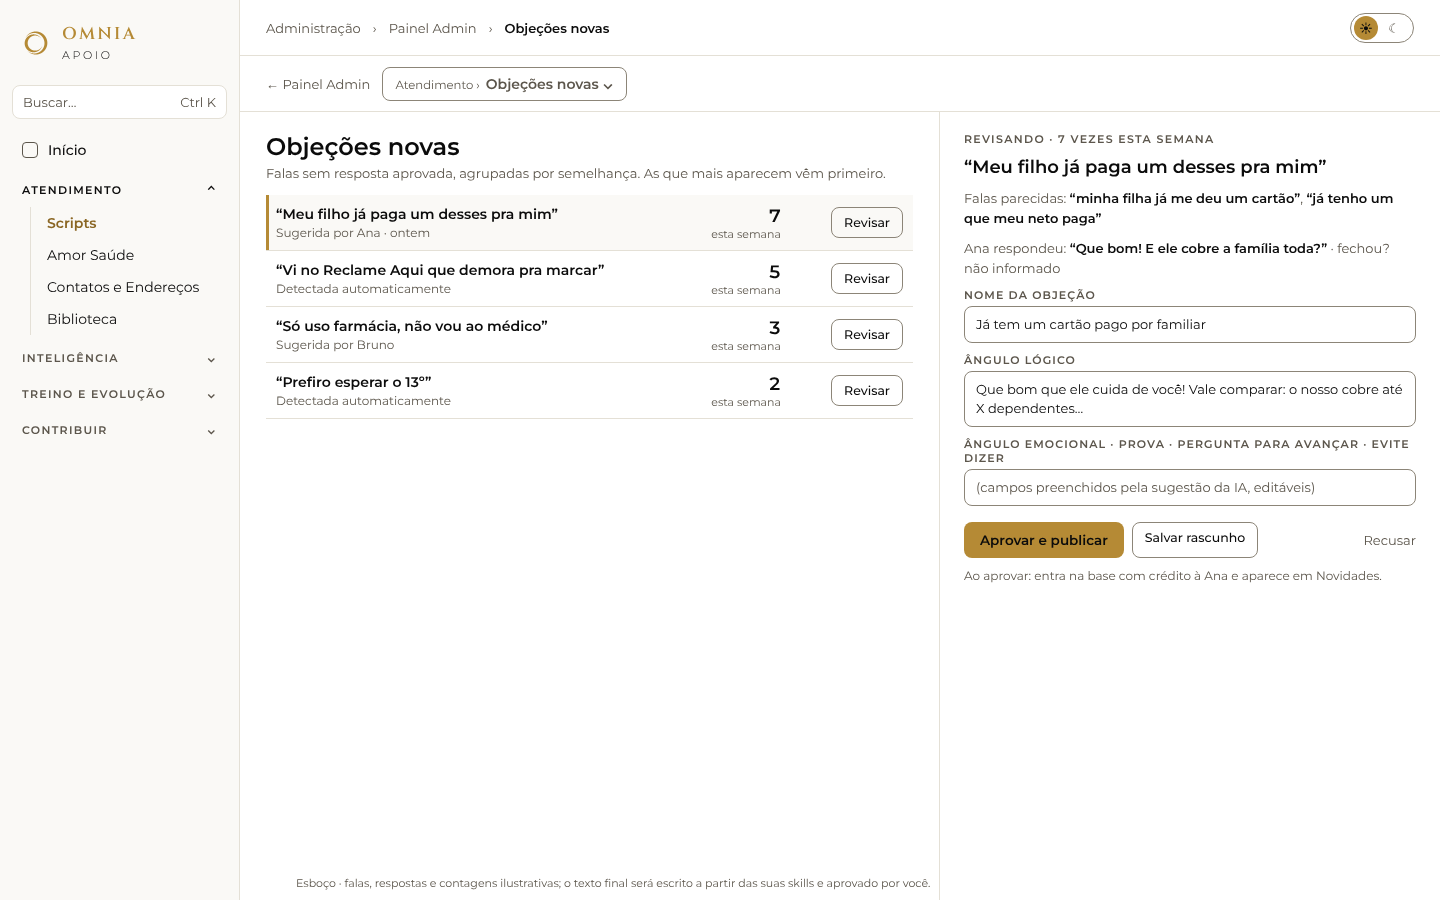 OMNIA
APOIO
Buscar...
Ctrl K
Início
ATENDIMENTO
Scripts
Amor Saúde
Contatos e Endereços
Biblioteca
INTELIGÊNCIA
TREINO E EVOLUÇÃO
CONTRIBUIR
Administração › Painel Admin › Objeções novas
← Painel Admin
Atendimento › Objeções novas
Objeções novas
Falas sem resposta aprovada, agrupadas por semelhança. As que mais aparecem vêm primeiro.
“Meu filho já paga um desses pra mim”
Sugerida por Ana · ontem
7
esta semana
Revisar
“Vi no Reclame Aqui que demora pra marcar”
Detectada automaticamente
5
esta semana
Revisar
“Só uso farmácia, não vou ao médico”
Sugerida por Bruno
3
esta semana
Revisar
“Prefiro esperar o 13º”
Detectada automaticamente
2
esta semana
Revisar
Esboço · falas, respostas e contagens ilustrativas; o texto final será escrito a partir das suas skills e aprovado por você.
REVISANDO · 7 VEZES ESTA SEMANA
“Meu filho já paga um desses pra mim”
Falas parecidas: “minha filha já me deu um cartão”, “já tenho um
que meu neto paga”
Ana respondeu: “Que bom! E ele cobre a família toda?” · fechou?
não informado
NOME DA OBJEÇÃO
Já tem um cartão pago por familiar
ÂNGULO LÓGICO
Que bom que ele cuida de você! Vale comparar: o nosso cobre até
X dependentes...
ÂNGULO EMOCIONAL · PROVA · PERGUNTA PARA AVANÇAR · EVITE
DIZER
(campos preenchidos pela sugestão da IA, editáveis)
Aprovar e publicar
Salvar rascunho
Recusar
Ao aprovar: entra na base com crédito à Ana e aparece em Novidades.